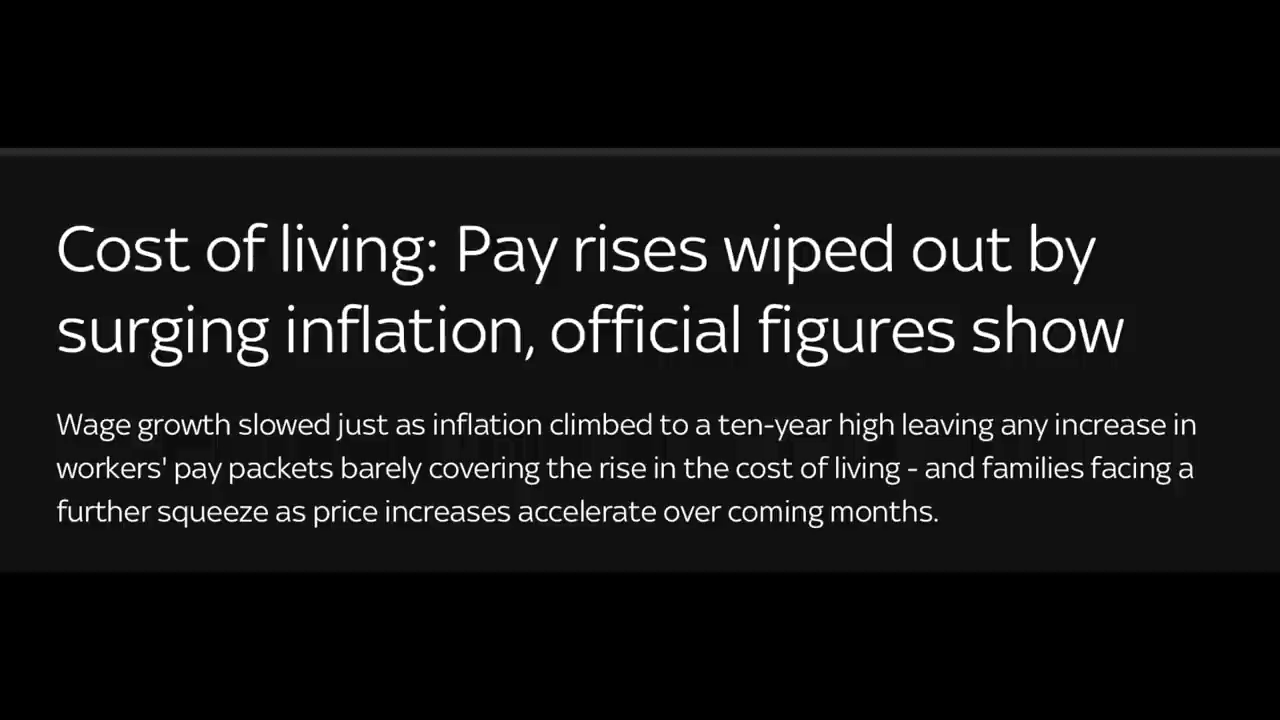 Cost of living: Pay rises wiped out by
surging inflation, official figures show
Wage growth slowed just as inflation climbed to a ten-year high leaving any increase in
workers' pay packets barely covering the rise in the cost of living - and families facing a
further squeeze as price increases accelerate over coming months.